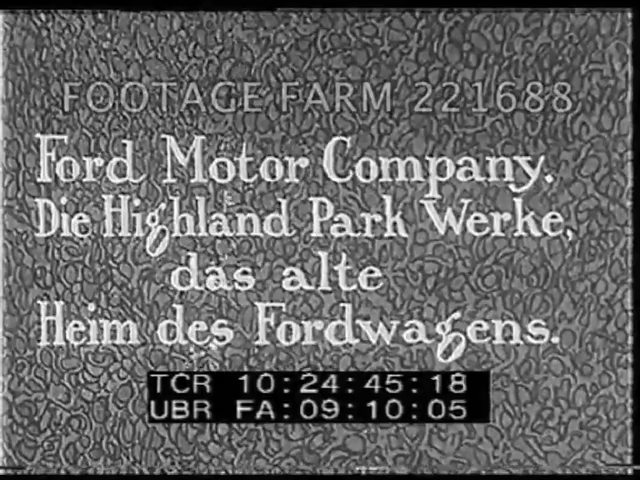 FOOTAGE FARM 221688
Ford Motor Company.
Die Highland Park Werke,
das alte
Heim des Fordwagens.
TCR 10:24:45:18
UBR FA:09:10:05